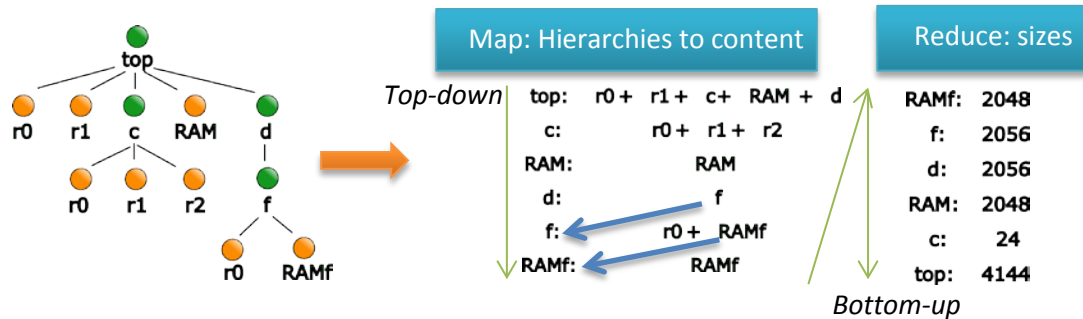 top
r0 r1 c RAM d
r0 r1 r2 f
r0 RAMf
Map: Hierarchies to content
Top-down
top: r0 + r1 + c + RAM + d
c: r0 + r1 + r2
RAM: RAM
d: f
f: r0 + RAMf
RAMf: RAMf
Reduce: sizes
RAMf: 2048
f: 2056
d: 2056
RAM: 2048
c: 24
top: 4144
Bottom-up